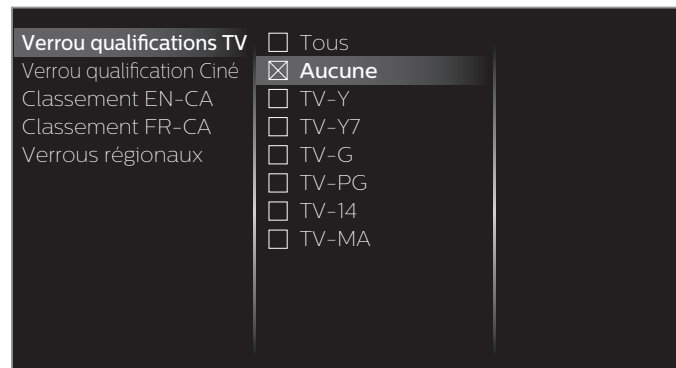 Verrou qualifications TV
Verrou qualification Ciné
Classement EN-CA
Classement FR-CA
Verrous régionaux
Tous
Aucune
TV-Y
TV-Y7
TV-G
TV-PG
TV-14
TV-MA